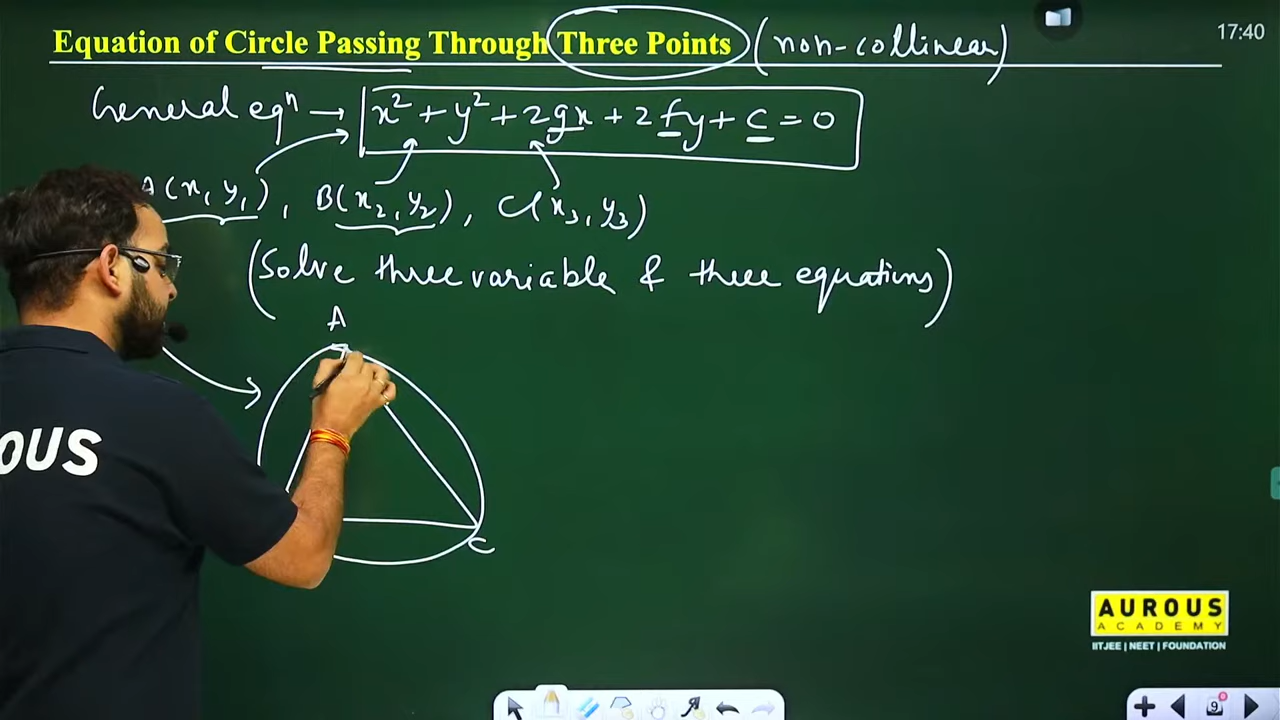 Equation of Circle Passing Through Three Points (non-collinear)
17:40
General eqⁿ → x² + y² + 2gx + 2fy + c = 0
A(x₁ y₁), B(x₂, y₂), C(x₃, y₃)
(Solve three variable & three equations)
A
C
OUS
AUROUS
ACADEMY
IITJEE | NEET | FOUNDATION
9